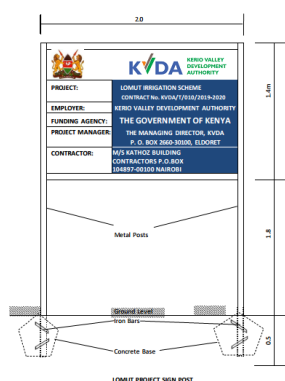 2.0
KVDA
KERIO VALLEY
DEVELOPMENT
AUTHORITY
PROJECT: LOMUT IRRIGATION SCHEME
CONTRACT No. KVDA/T/010/2019-2020
EMPLOYER: KERIO VALLEY DEVELOPMENT AUTHORITY
FUNDING AGENCY: THE GOVERNMENT OF KENYA
PROJECT MANAGER: THE MANAGING DIRECTOR, KVDA
P. O. BOX 2660-30100, ELDORET
CONTRACTOR: M/S KATHOZ BUILDING
CONTRACTORS P.O.BOX
104897-00100 NAIROBI
1.4m
Metal Posts
1.8
Ground Level
Iron Bars
0.5
Concrete Base
LOMUT PROJECT SIGN POST